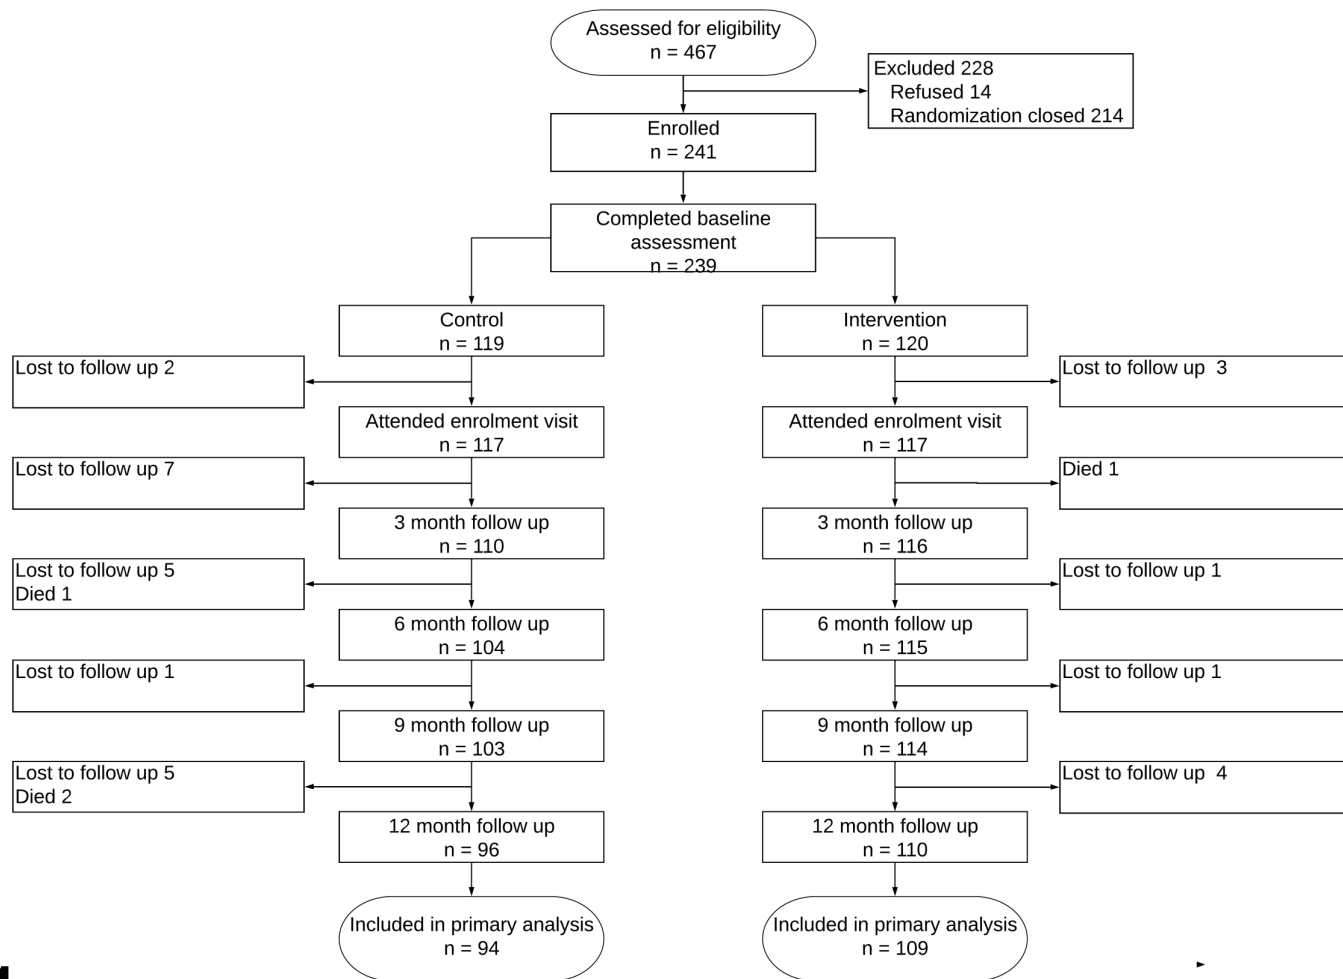 Assessed for eligibility
n = 467
Excluded 228
Refused 14
Randomization closed 214
Enrolled
n = 241
Completed baseline
assessment
n = 239
Control
n = 119
Intervention
n = 120
Lost to follow up 2
Lost to follow up  3
Attended enrolment visit
n = 117
Attended enrolment visit
n = 117
Lost to follow up 7
Died 1
3 month follow up
n = 110
3 month follow up
n = 116
Lost to follow up 5
Died 1
Lost to follow up 1
6 month follow up
n = 104
6 month follow up
n = 115
Lost to follow up 1
Lost to follow up 1
9 month follow up
n = 103
9 month follow up
n = 114
Lost to follow up 5
Died 2
Lost to follow up  4
12 month follow up
n = 96
12 month follow up
n = 110
Included in primary analysis
n = 94
Included in primary analysis
n = 109